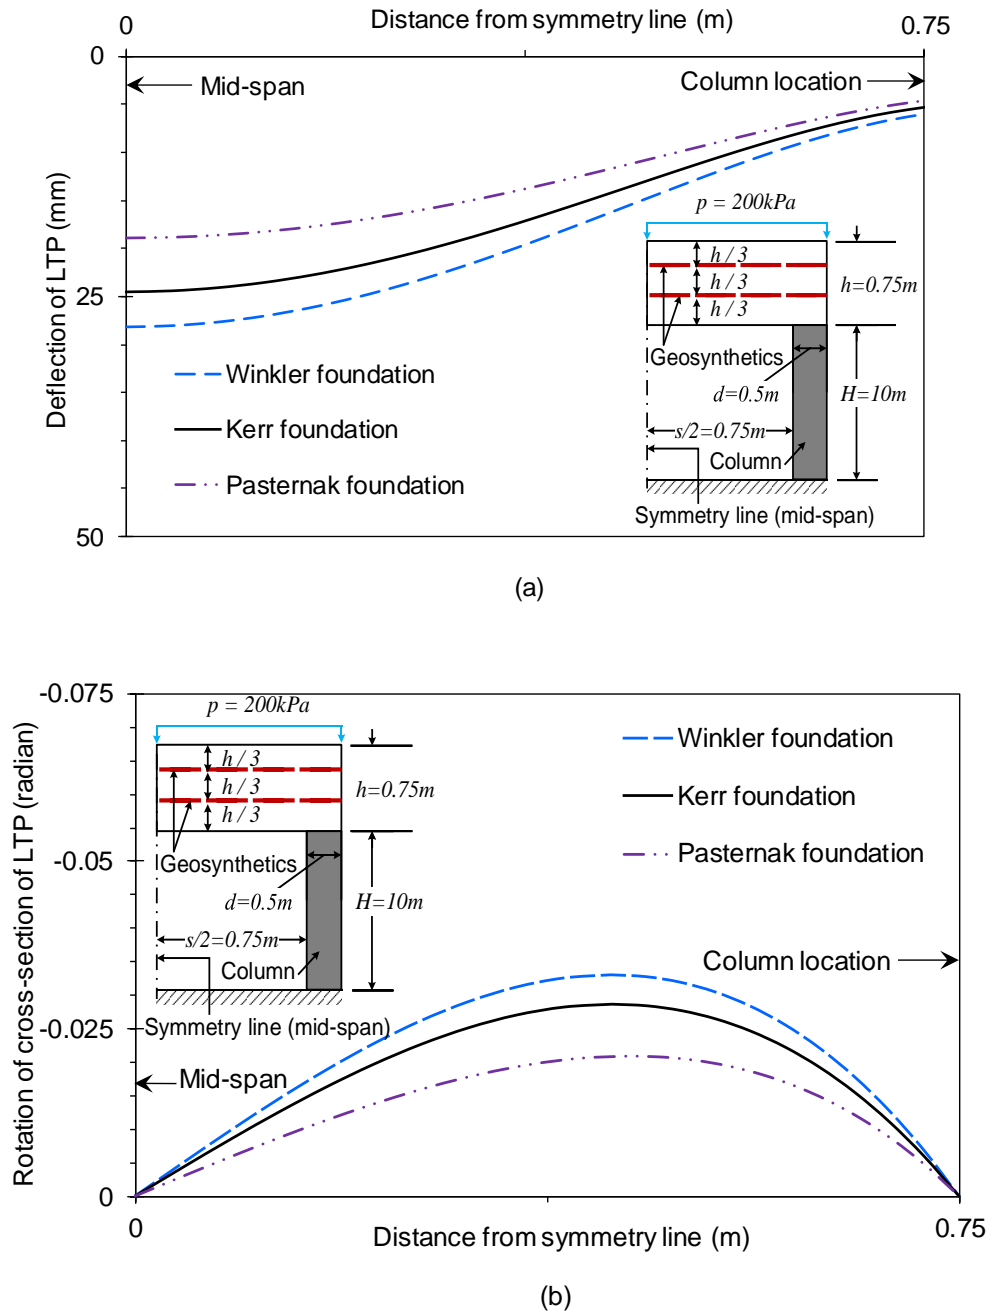 Distance from symmetry line (m)
0 0.75
0
Mid-span
Column location
Deflection of LTP (mm)
p = 200kPa
h / 3
h / 3
h / 3
h=0.75m
25
Geosynthetics
Winkler foundation
d=0.5m
H=10m
Kerr foundation
s/2=0.75m
Column
Pasternak foundation
Symmetry line (mid-span)
50
(a)
-0.075
p = 200kPa
Winkler foundation
h / 3
h / 3
h / 3
h=0.75m
Kerr foundation
Rotation of cross-section of LTP (radian)
-0.05
Geosynthetics
Pasternak foundation
d=0.5m
H=10m
s/2=0.75m
Column
Column location
-0.025
Symmetry line (mid-span)
Mid-span
0
0 0.75
Distance from symmetry line (m)
(b)